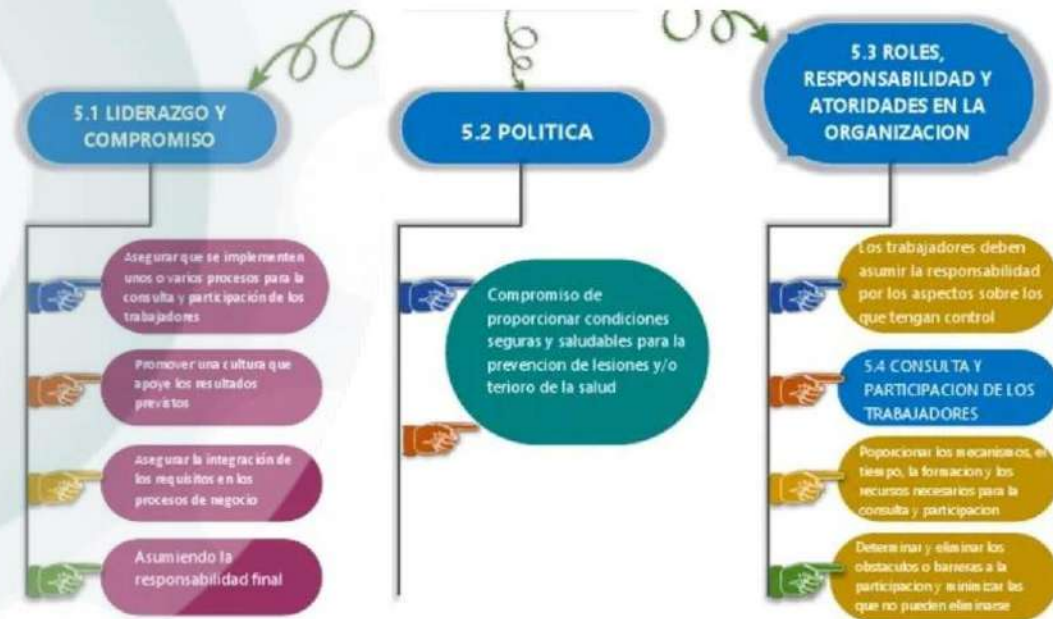 5.1 LIDERAZGO Y
COMPROMISO
Asegurar que se implementen
unos o varios procesos para la
consulta y participación de los
trabajadores
Promover una cultura que
apoye los resultados
previstos
Asegurar la integración de
los requisitos en los
procesos de negocio
Asumiendo la
responsabilidad final
5.2 POLITICA
Compromiso de
proporcionar condiciones
seguras y saludables para la
prevencion de lesiones y/o
terioro de la salud
5.3 ROLES,
RESPONSABILIDAD Y
ATORIDADES EN LA
ORGANIZACION
Los trabajadores deben
asumir la responsabilidad
por los aspectos sobre los
que tengan control
5.4 CONSULTA Y
PARTICIPACION DE LOS
TRABAJADORES
Poporcionar los mecanismos, el
tiempo, la formacion y los
recursos necesarios para la
consulta y participacion
Determinar y eliminar los
obstaculos o barreras a la
participacion y minimizar las
que no pueden eliminarse